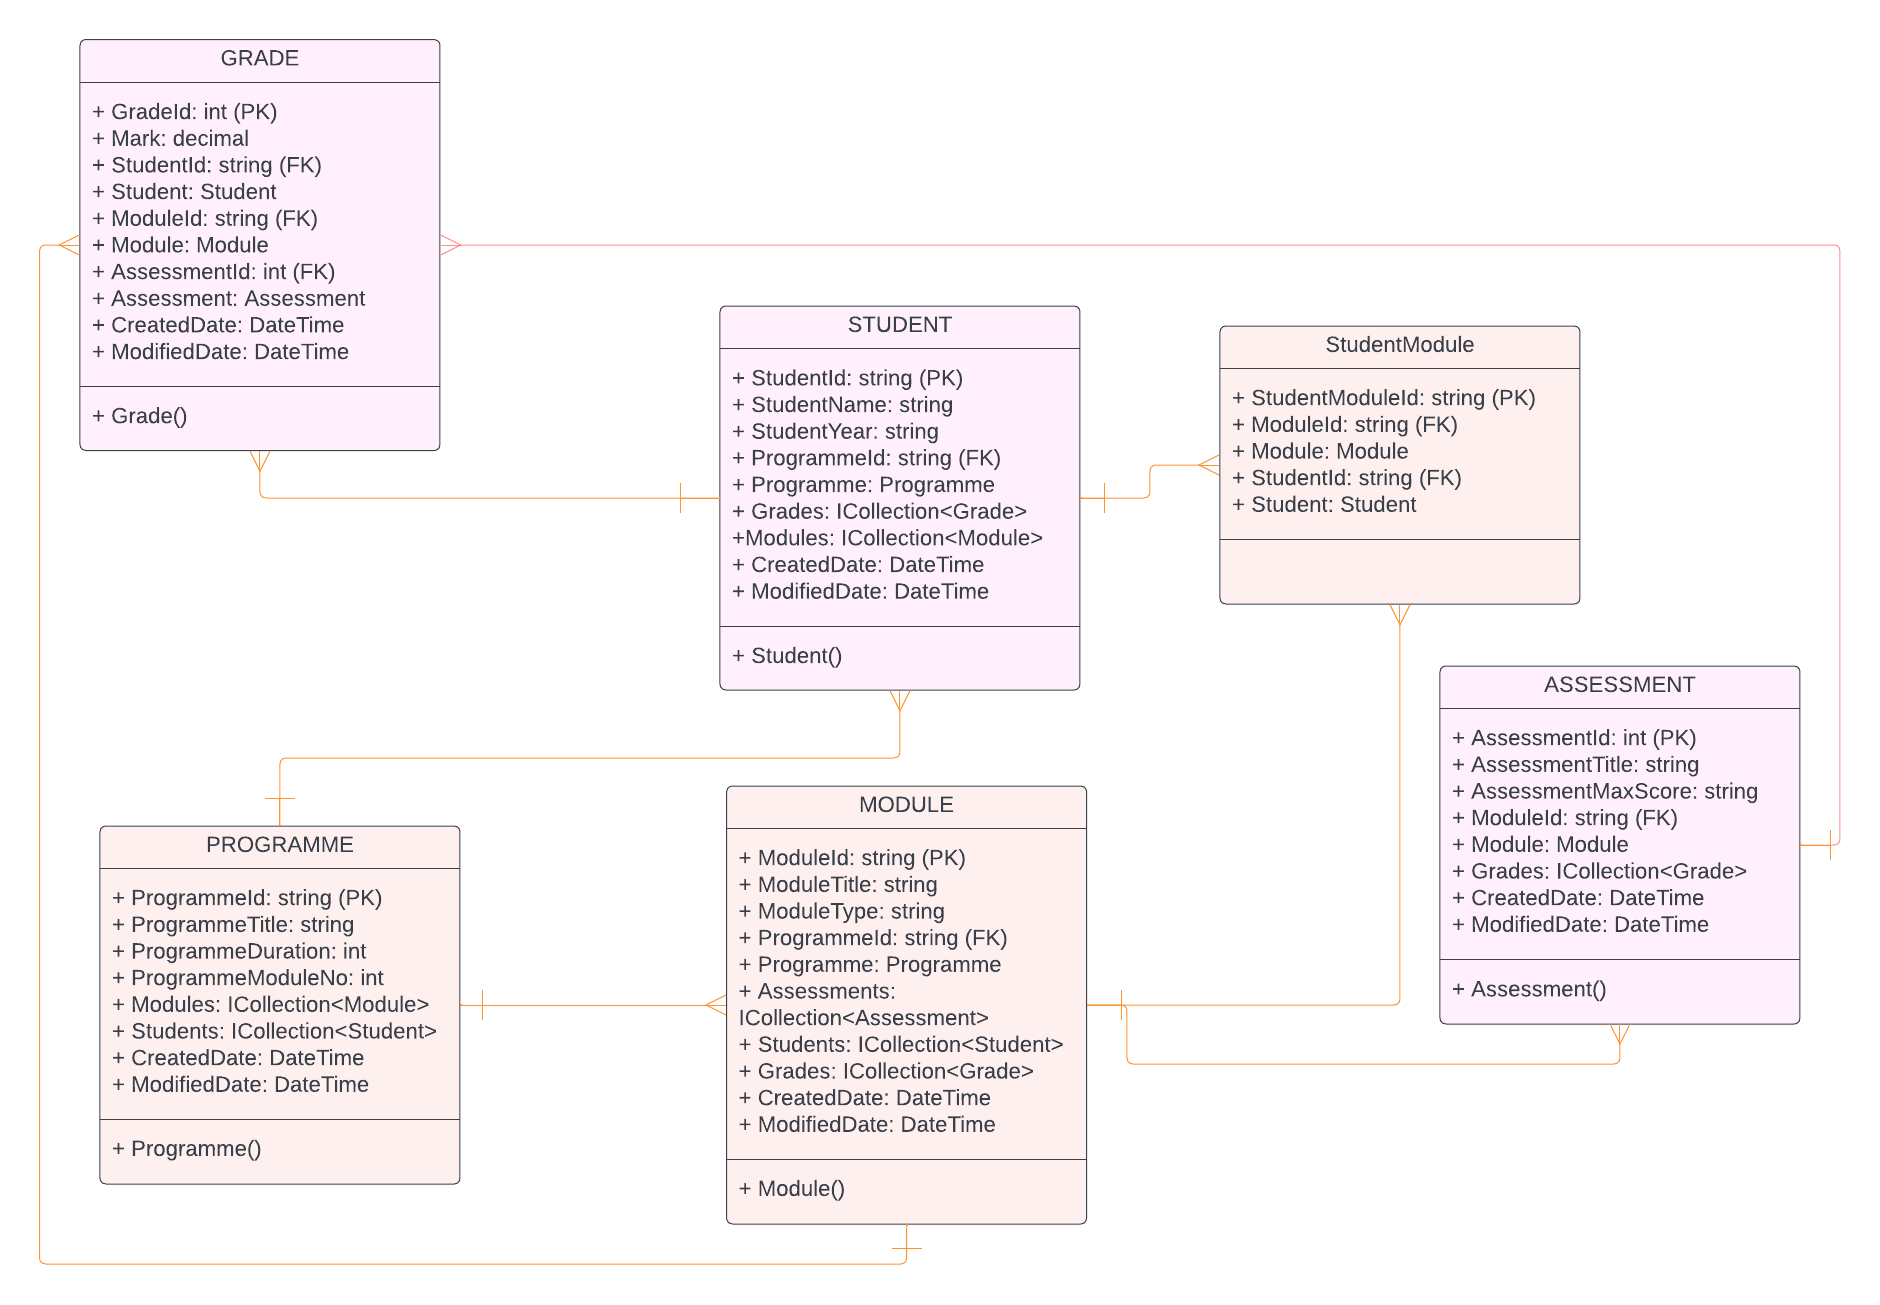 GRADE
+ GradeId: int (PK)
+ Mark: decimal
+ StudentId: string (FK)
+ Student: Student
+ ModuleId: string (FK)
+ Module: Module
+ AssessmentId: int (FK)
+ Assessment: Assessment
+ CreatedDate: DateTime
+ ModifiedDate: DateTime
+ Grade()
STUDENT
+ StudentId: string (PK)
+ StudentName: string
+ StudentYear: string
+ ProgrammeId: string (FK)
+ Programme: Programme
+ Grades: ICollection<Grade>
+Modules: ICollection<Module>
+ CreatedDate: DateTime
+ ModifiedDate: DateTime
+ Student()
StudentModule
+ StudentModuleId: string (PK)
+ ModuleId: string (FK)
+ Module: Module
+ StudentId: string (FK)
+ Student: Student
ASSESSMENT
+ AssessmentId: int (PK)
+ AssessmentTitle: string
+ AssessmentMaxScore: string
+ ModuleId: string (FK)
+ Module: Module
+ Grades: ICollection<Grade>
+ CreatedDate: DateTime
+ ModifiedDate: DateTime
+ Assessment()
PROGRAMME
+ ProgrammeId: string (PK)
+ ProgrammeTitle: string
+ ProgrammeDuration: int
+ ProgrammeModuleNo: int
+ Modules: ICollection<Module>
+ Students: ICollection<Student>
+ CreatedDate: DateTime
+ ModifiedDate: DateTime
+ Programme()
MODULE
+ ModuleId: string (PK)
+ ModuleTitle: string
+ ModuleType: string
+ ProgrammeId: string (FK)
+ Programme: Programme
+ Assessments:
ICollection<Assessment>
+ Students: ICollection<Student>
+ Grades: ICollection<Grade>
+ CreatedDate: DateTime
+ ModifiedDate: DateTime
+ Module()